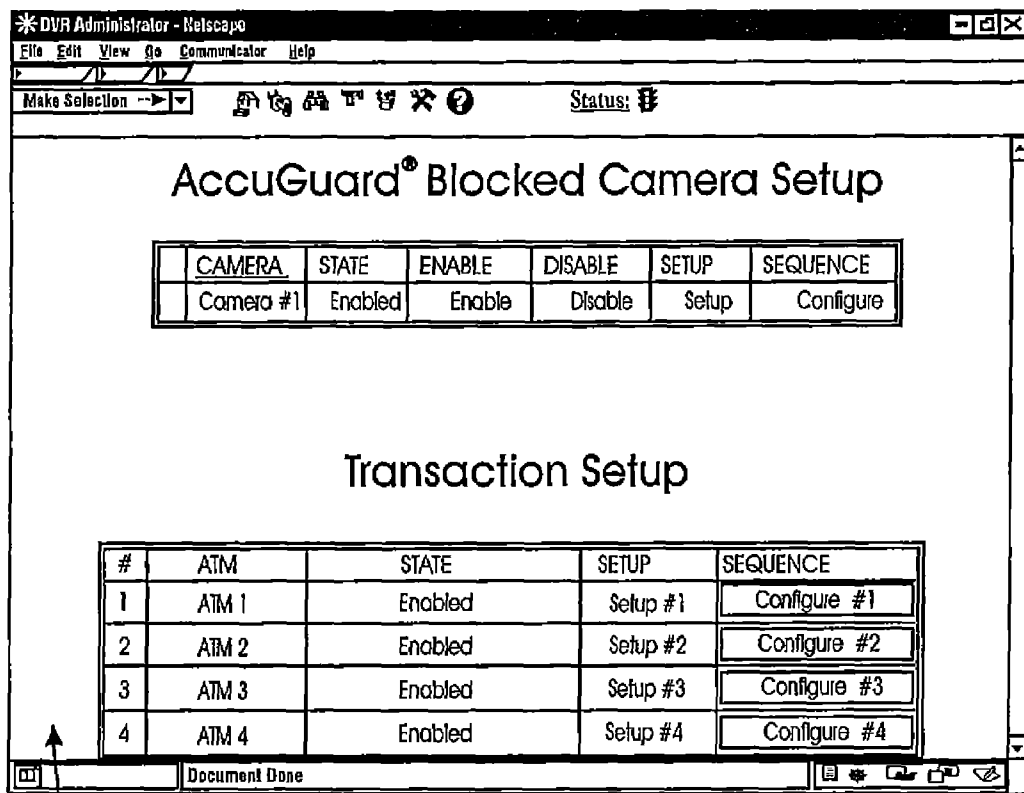 DVR Administrator - Netscape
File Edit View Go Communicator Help
Make Selection --> Status:
AccuGuard® Blocked Camera Setup
CAMERA STATE ENABLE DISABLE SETUP SEQUENCE
Camera #1 Enabled Enable Disable Setup Configure
Transaction Setup
# ATM STATE SETUP SEQUENCE
1 ATM 1 Enabled Setup #1 Configure #1
2 ATM 2 Enabled Setup #2 Configure #2
3 ATM 3 Enabled Setup #3 Configure #3
4 ATM 4 Enabled Setup #4 Configure #4
Document Done